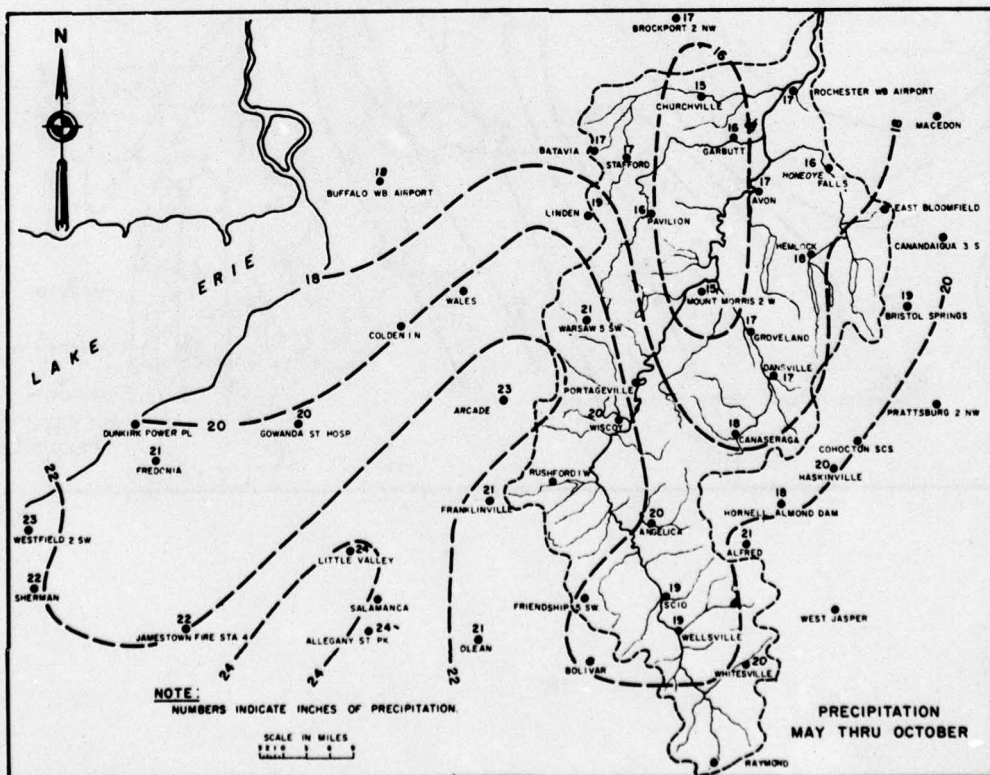 N
17
BROCKPORT 2 NW
16
15
CHURCHVILLE
17
ROCHESTER WB AIRPORT
MACEDON
18
16
GARBUTT
17
BATAVIA
17
STAFFORD
16
HONEOYE
FALLS
18
BUFFALO WB AIRPORT
17
AVON
19
LINDEN
16
PAVILION
EAST BLOOMFIELD
CANANDAIGUA 3 S
HEMLOCK
18
LAKE ERIE
18
WALES
15
MOUNT MORRIS 2 W
20
19
BRISTOL SPRINGS
21
WARSAW 5 SW
COLDEN 1 N
17
GROVELAND
DANSVILLE
17
PORTAGEVILLE
23
ARCADE
PRATTSBURG 2 NW
20
WISCOY
DUNKIRK POWER PL
20
20
GOWANDA ST HOSP
18
CANASERAGA
COHOCTON SCS
21
FREDONIA
22
RUSHFORD 1 W
20
HASKINVILLE
21
FRANKLINVILLE
18
HORNELL ALMOND DAM
23
WESTFIELD 2 SW
20
ANGELICA
21
ALFRED
24
LITTLE VALLEY
22
SHERMAN
SALAMANCA
FRIENDSHIP 5 SW
19
SCIO
WEST JASPER
22
JAMESTOWN FIRE STA 4
24
ALLEGANY ST PK
21
OLEAN
19
WELLSVILLE
24
24
22
BOLIVAR
20
WHITESVILLE
NOTE:
NUMBERS INDICATE INCHES OF PRECIPITATION.
SCALE IN MILES
PRECIPITATION
MAY THRU OCTOBER
RAYMOND